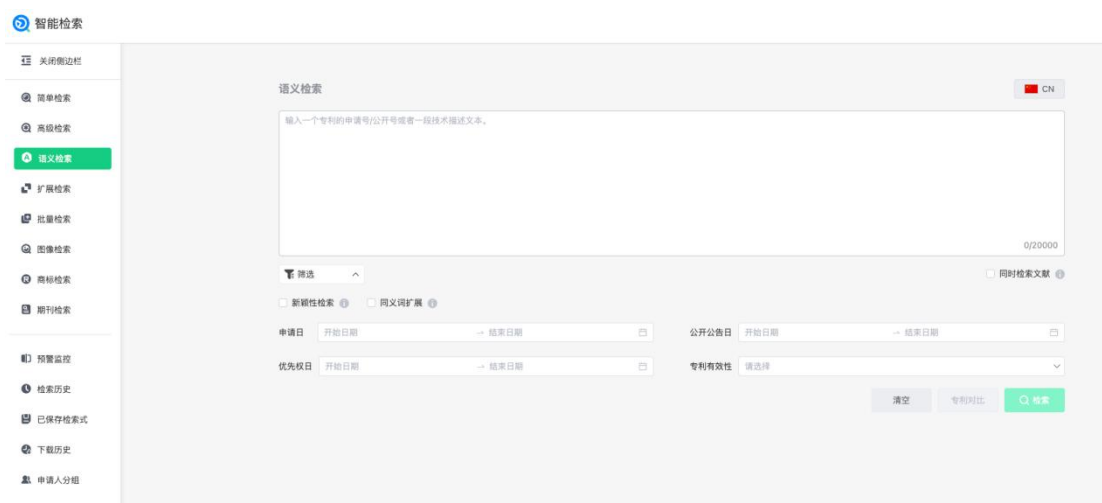 智能检索
关闭侧边栏
简单检索
高级检索
语义检索
扩展检索
批量检索
图像检索
商标检索
期刊检索
预警监控
检索历史
已保存检索式
下载历史
申请人分组
语义检索
CN
输入一个专利的申请号/公开号或者一段技术描述文本。
0/20000
筛选
同时检索文献
新颖性检索 同义词扩展
申请日 开始日期 → 结束日期
公开公告日 开始日期 → 结束日期
优先权日 开始日期 → 结束日期
专利有效性 请选择
清空 专利对比 检索